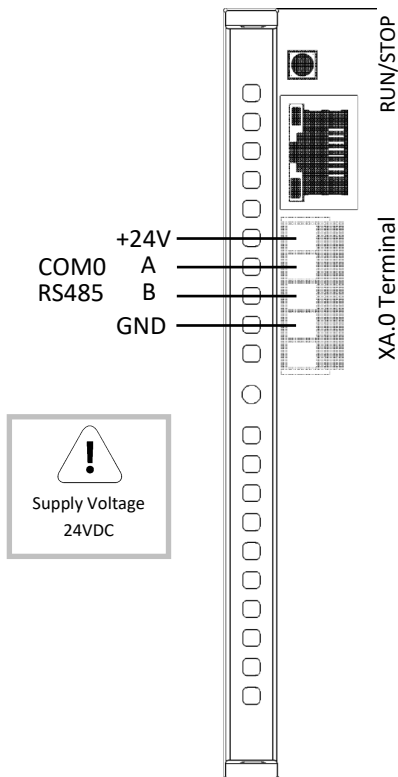 RUN/STOP
+24V
COM0 A
RS485 B
GND
XA.0 Terminal
!
Supply Voltage
24VDC